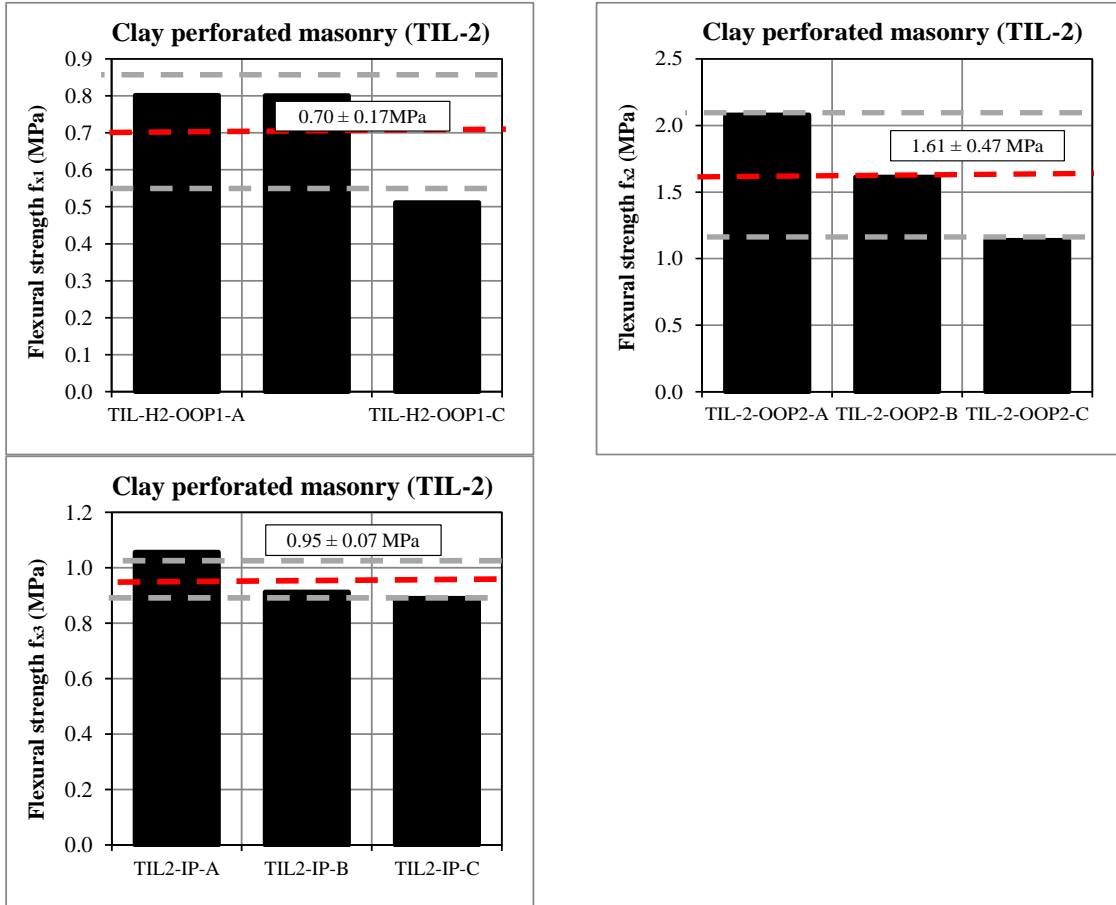 Clay perforated masonry (TIL-2)
Flexural strength fx1 (MPa)
0.9
0.8
0.7
0.6
0.5
0.4
0.3
0.2
0.1
0.0
0.70 ± 0.17MPa
TIL-H2-OOP1-A
TIL-H2-OOP1-C
Clay perforated masonry (TIL-2)
Flexural strength fx2 (MPa)
2.5
2.0
1.5
1.0
0.5
0.0
1.61 ± 0.47 MPa
TIL-2-OOP2-A
TIL-2-OOP2-B
TIL-2-OOP2-C
Clay perforated masonry (TIL-2)
Flexural strength fx3 (MPa)
1.2
1.0
0.8
0.6
0.4
0.2
0.0
0.95 ± 0.07 MPa
TIL2-IP-A
TIL2-IP-B
TIL2-IP-C